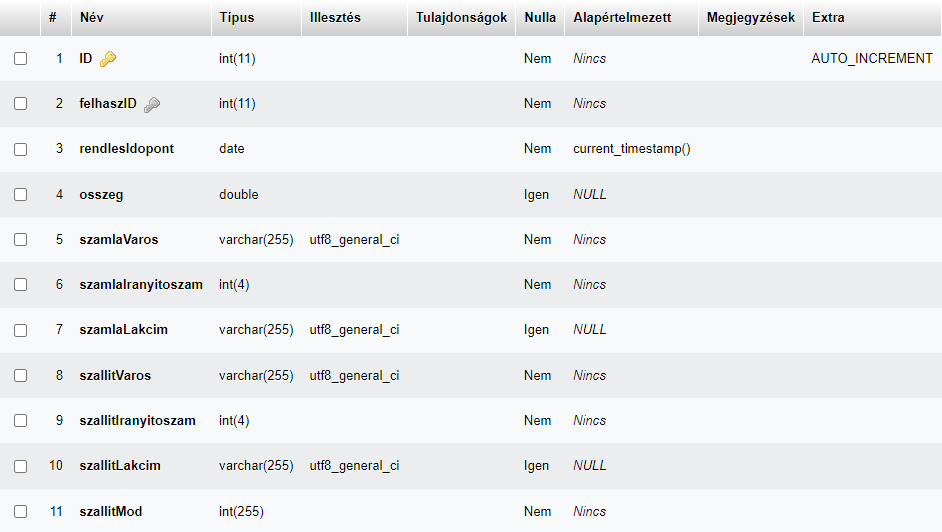 # Név Típus Illesztés Tulajdonságok Nulla Alapértelmezett Megjegyzések Extra
1 ID int(11) Nem Nincs AUTO_INCREMENT
2 felhaszID int(11) Nem Nincs
3 rendlesIdopont date Nem current_timestamp()
4 osszeg double Igen NULL
5 szamlaVaros varchar(255) utf8_general_ci Nem Nincs
6 szamlaIranyitoszam int(4) Nem Nincs
7 szamlaLakcim varchar(255) utf8_general_ci Igen NULL
8 szallitVaros varchar(255) utf8_general_ci Nem Nincs
9 szallitIranyitoszam int(4) Nem Nincs
10 szallitLakcim varchar(255) utf8_general_ci Igen NULL
11 szallitMod int(255) Nem Nincs